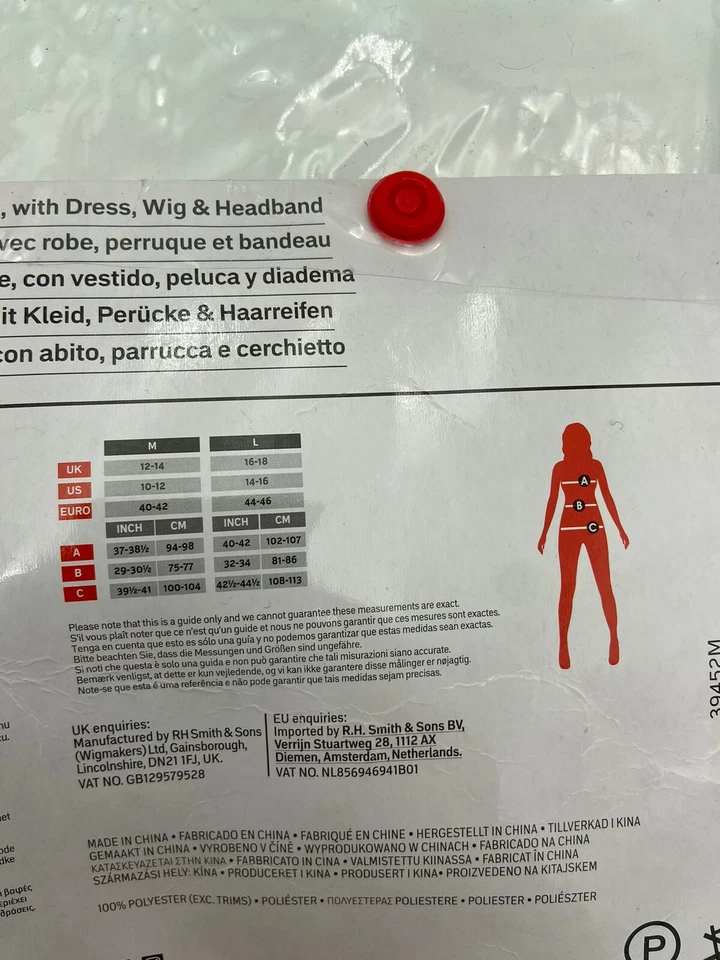 , with Dress, Wig & Headband
vec robe, perruque et bandeau
e, con vestido, peluca y diadema
it Kleid, Perücke & Haarreifen
con abito, parrucca e cerchietto
M L
UK 12-14 16-18
US 10-12 14-16
EURO 40-42 44-46
INCH CM INCH CM
A 37-38½ 94-98 40-42 102-107
B 29-30½ 75-77 32-34 81-86
C 39½-41 100-104 42½-44½ 108-113
A
B
C
Please note that this is a guide only and we cannot guarantee these measurements are exact.
S'il vous plaît noter que ce n'est qu'un guide et nous ne pouvons garantir que ces mesures sont exactes.
Tenga en cuenta que esto es sólo una guía y no podemos garantizar que estas medidas sean exactas.
Bitte beachten Sie, dass die Messungen und Größen sind ungefähre.
Si noti che questa è solo una guida e non può garantire che tali misurazioni siano accurate.
Bemærk venligst, at dette er kun vejledende, og vi kan ikke garantere disse målinger er nøjagtig.
Note-se que esta é uma referência e não pode garantir que tais medidas sejam precisas.
39452M
UK enquiries:
Manufactured by RH Smith & Sons
(Wigmakers) Ltd, Gainsborough,
Lincolnshire, DN21 1FJ, UK.
VAT NO. GB129579528
EU enquiries:
Imported by R.H. Smith & Sons BV,
Verrijn Stuartweg 28, 1112 AX
Diemen, Amsterdam, Netherlands.
VAT NO. NL856946941B01
MADE IN CHINA • FABRICADO EN CHINA • FABRIQUÉ EN CHINE • HERGESTELLT IN CHINA • TILLVERKAD I KINA
GEMAAKT IN CHINA • VYROBENO V ČÍNĚ • WYPRODUKOWANO W CHINACH • FABRICADO NA CHINA
ΚΑΤΑΣΚΕΥΑΖΕΤΑΙ ΣΤΗΝ ΚΙΝΑ • FABBRICATO IN CINA • VALMISTETTU KIINASSA • FABRICAT ÎN CHINA
SZÁRMAZÁSI HELY: KÍNA • PRODUCERET I KINA • PRODUSERT I KINA • PROIZVEDENO NA KITAJSKEM
100% POLYESTER (EXC. TRIMS) • POLIÉSTER • ΠΟΛΥΕΣΤΕΡΑΣ POLIESTERE • POLIESTER • POLIÉSZTER
P